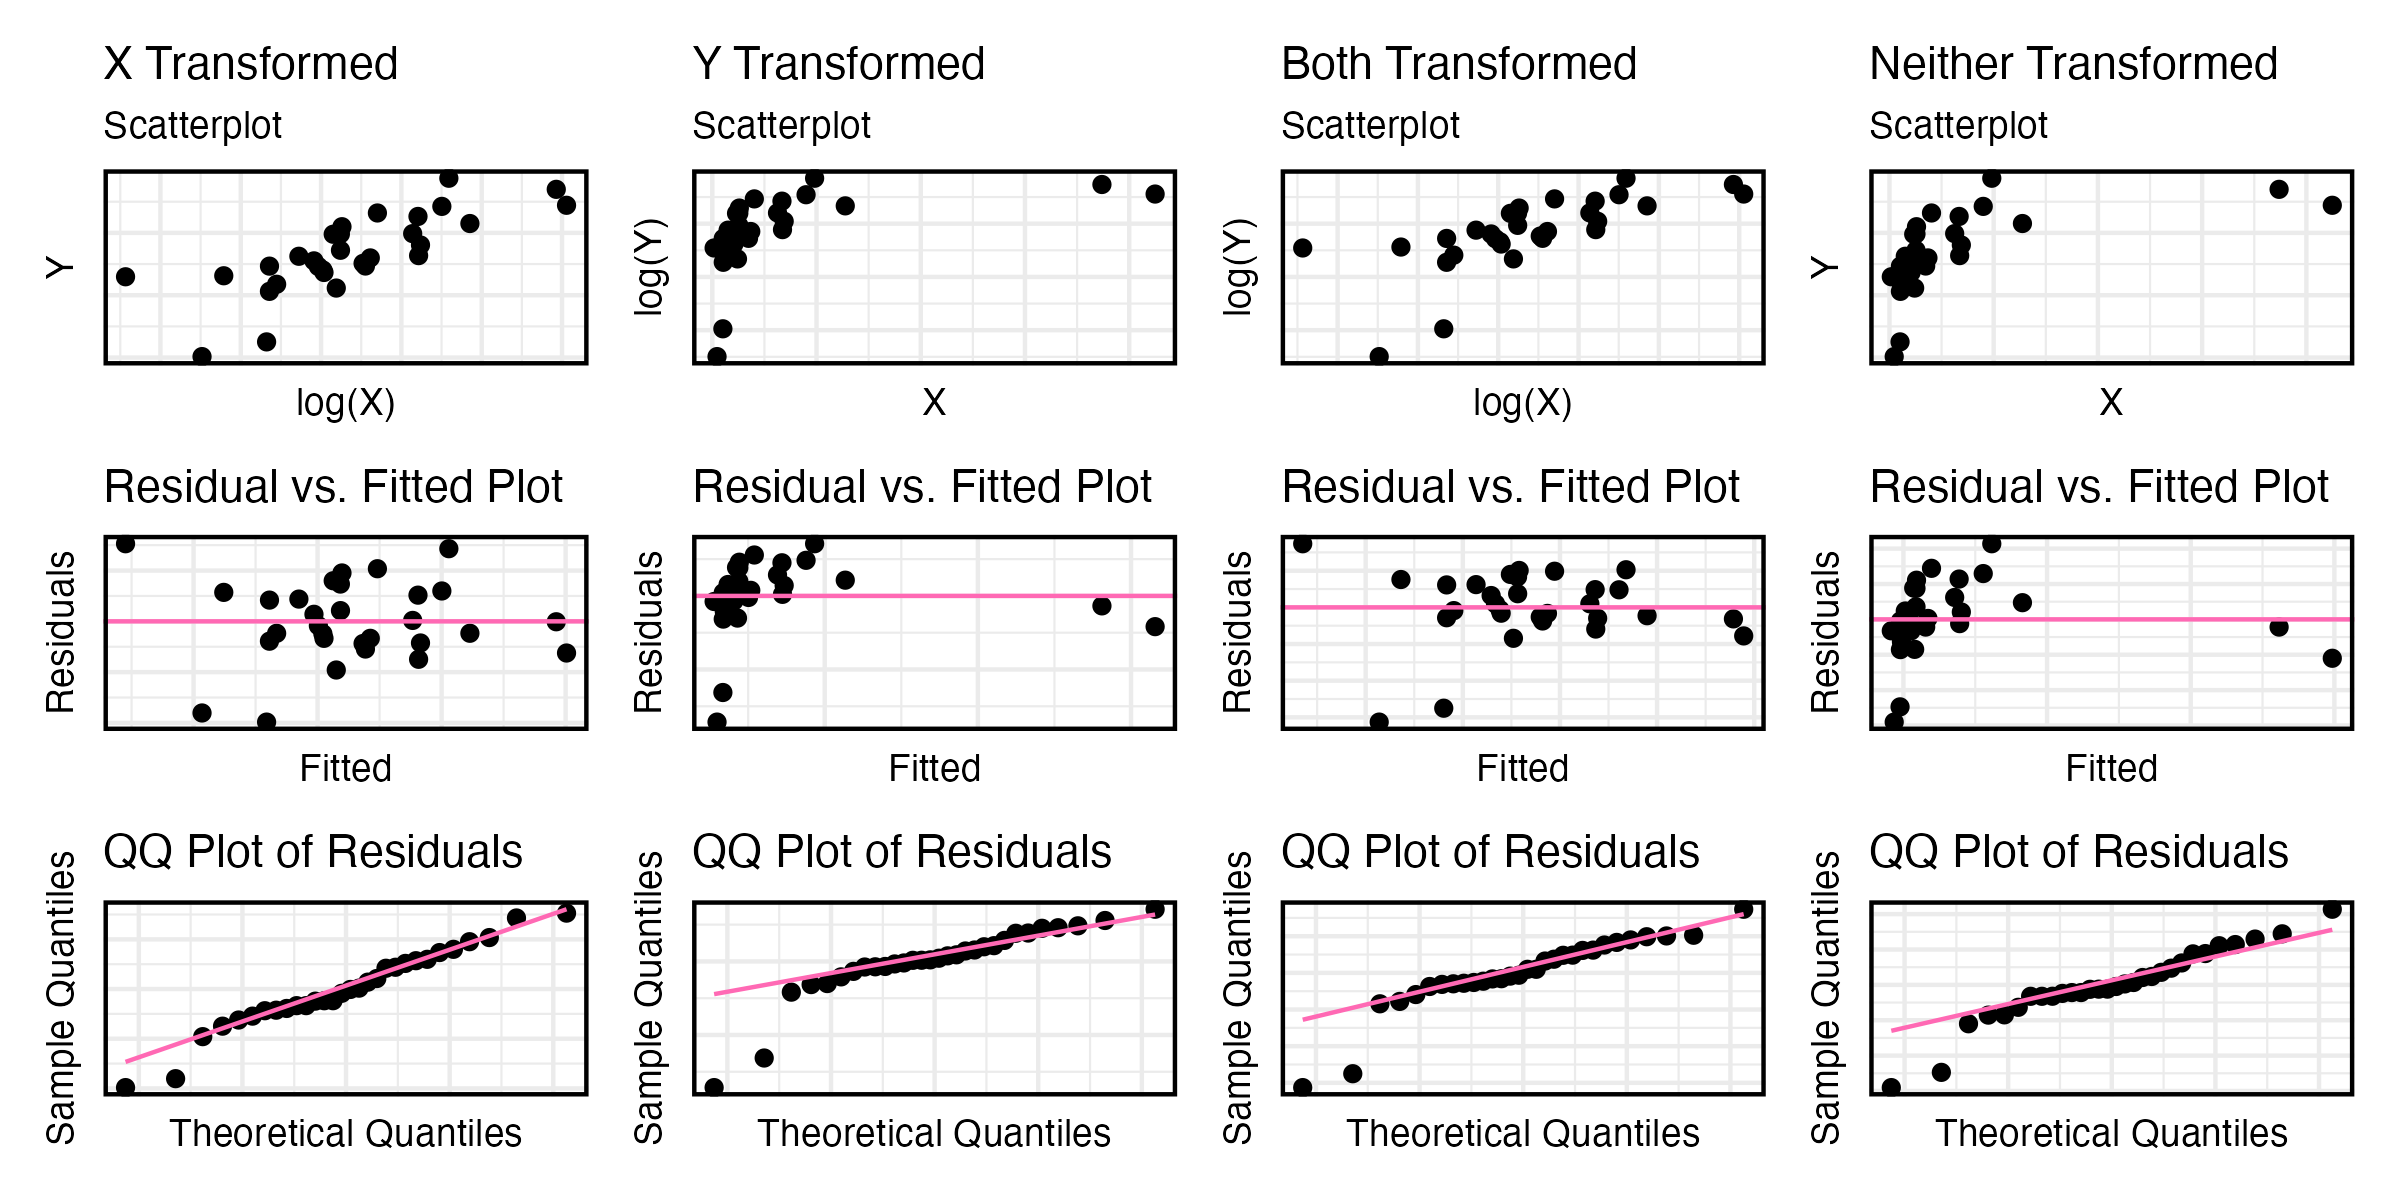 X Transformed
Y Transformed
Both Transformed
Neither Transformed
Scatterplot
Scatterplot
Scatterplot
Scatterplot
Y
log(Y)
log(Y)
Y
log(X)
X
log(X)
X
Residual vs. Fitted Plot
Residual vs. Fitted Plot
Residual vs. Fitted Plot
Residual vs. Fitted Plot
Residuals
Residuals
Residuals
Residuals
Fitted
Fitted
Fitted
Fitted
QQ Plot of Residuals
QQ Plot of Residuals
QQ Plot of Residuals
QQ Plot of Residuals
Sample Quantiles
Sample Quantiles
Sample Quantiles
Sample Quantiles
Theoretical Quantiles
Theoretical Quantiles
Theoretical Quantiles
Theoretical Quantiles